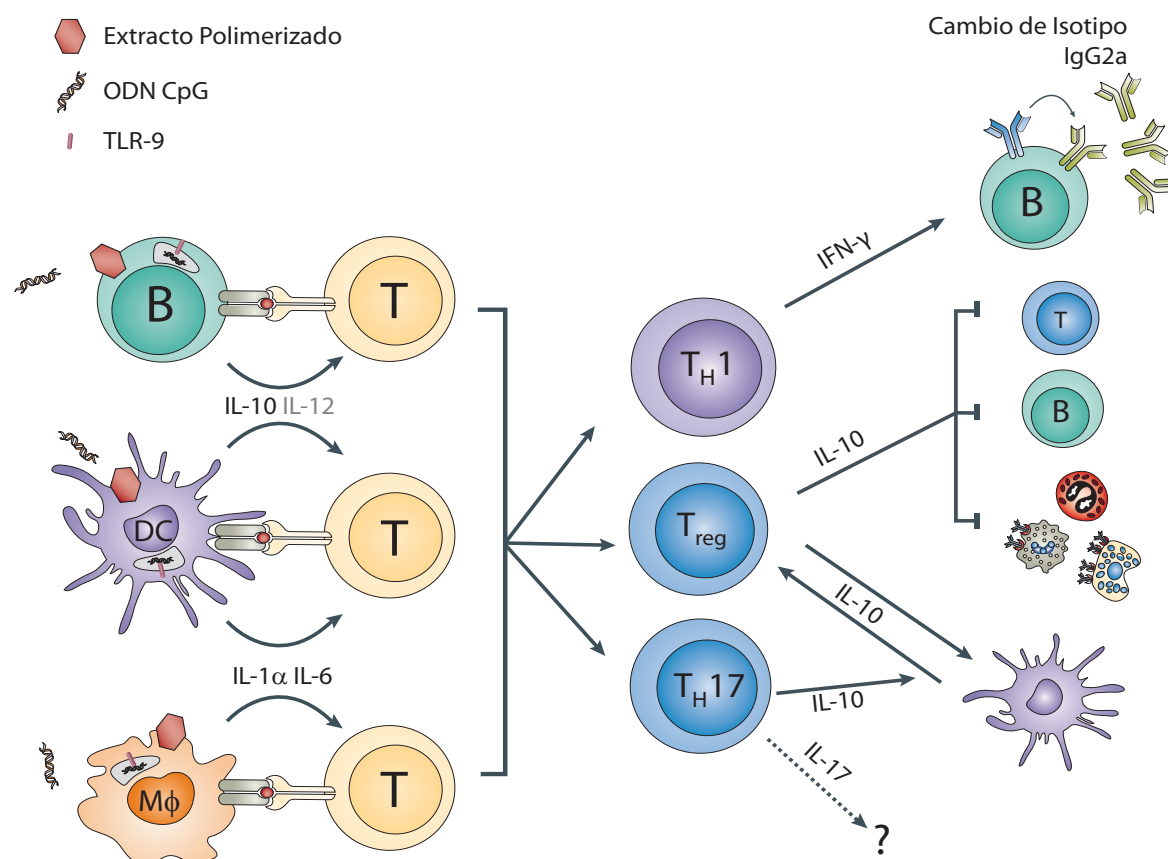 Extracto Polimerizado
ODN CpG
TLR-9
Cambio de Isotipo
IgG2a
B
B
T
IFN-γ
T
IL-10 IL-12
TH1
B
IL-10
DC
T
Treg
IL-10
IL-1α IL-6
TH17
IL-10
IL-17
Mϕ
T
?